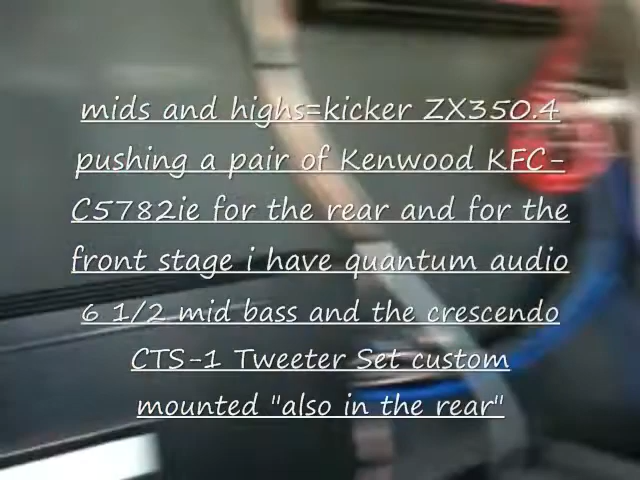 mids and highs=kicker ZX350.4
pushing a pair of Kenwood KFC-
C5782ie for the rear and for the
front stage i have quantum audio
6 1/2 mid bass and the crescendo
CTS-1 Tweeter Set custom
mounted "also in the rear"